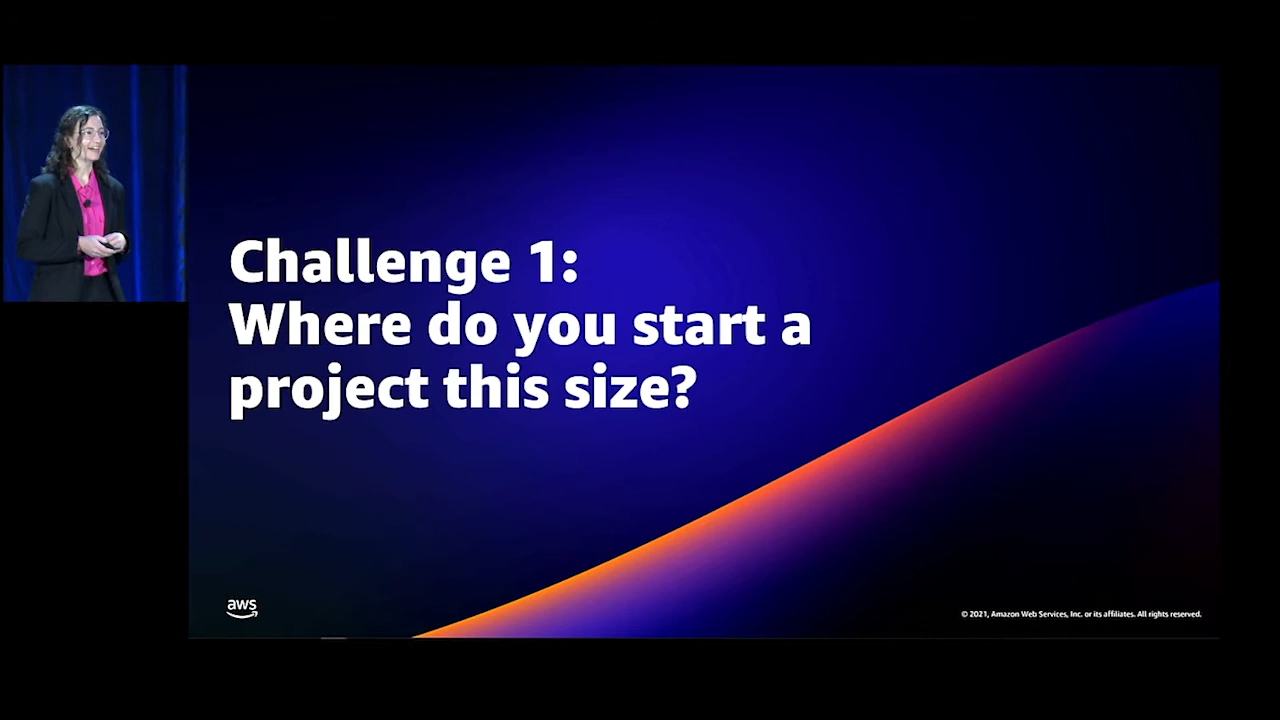 Challenge 1:
Where do you start a
project this size?
aws
© 2021, Amazon Web Services, Inc. or its affiliates. All rights reserved.